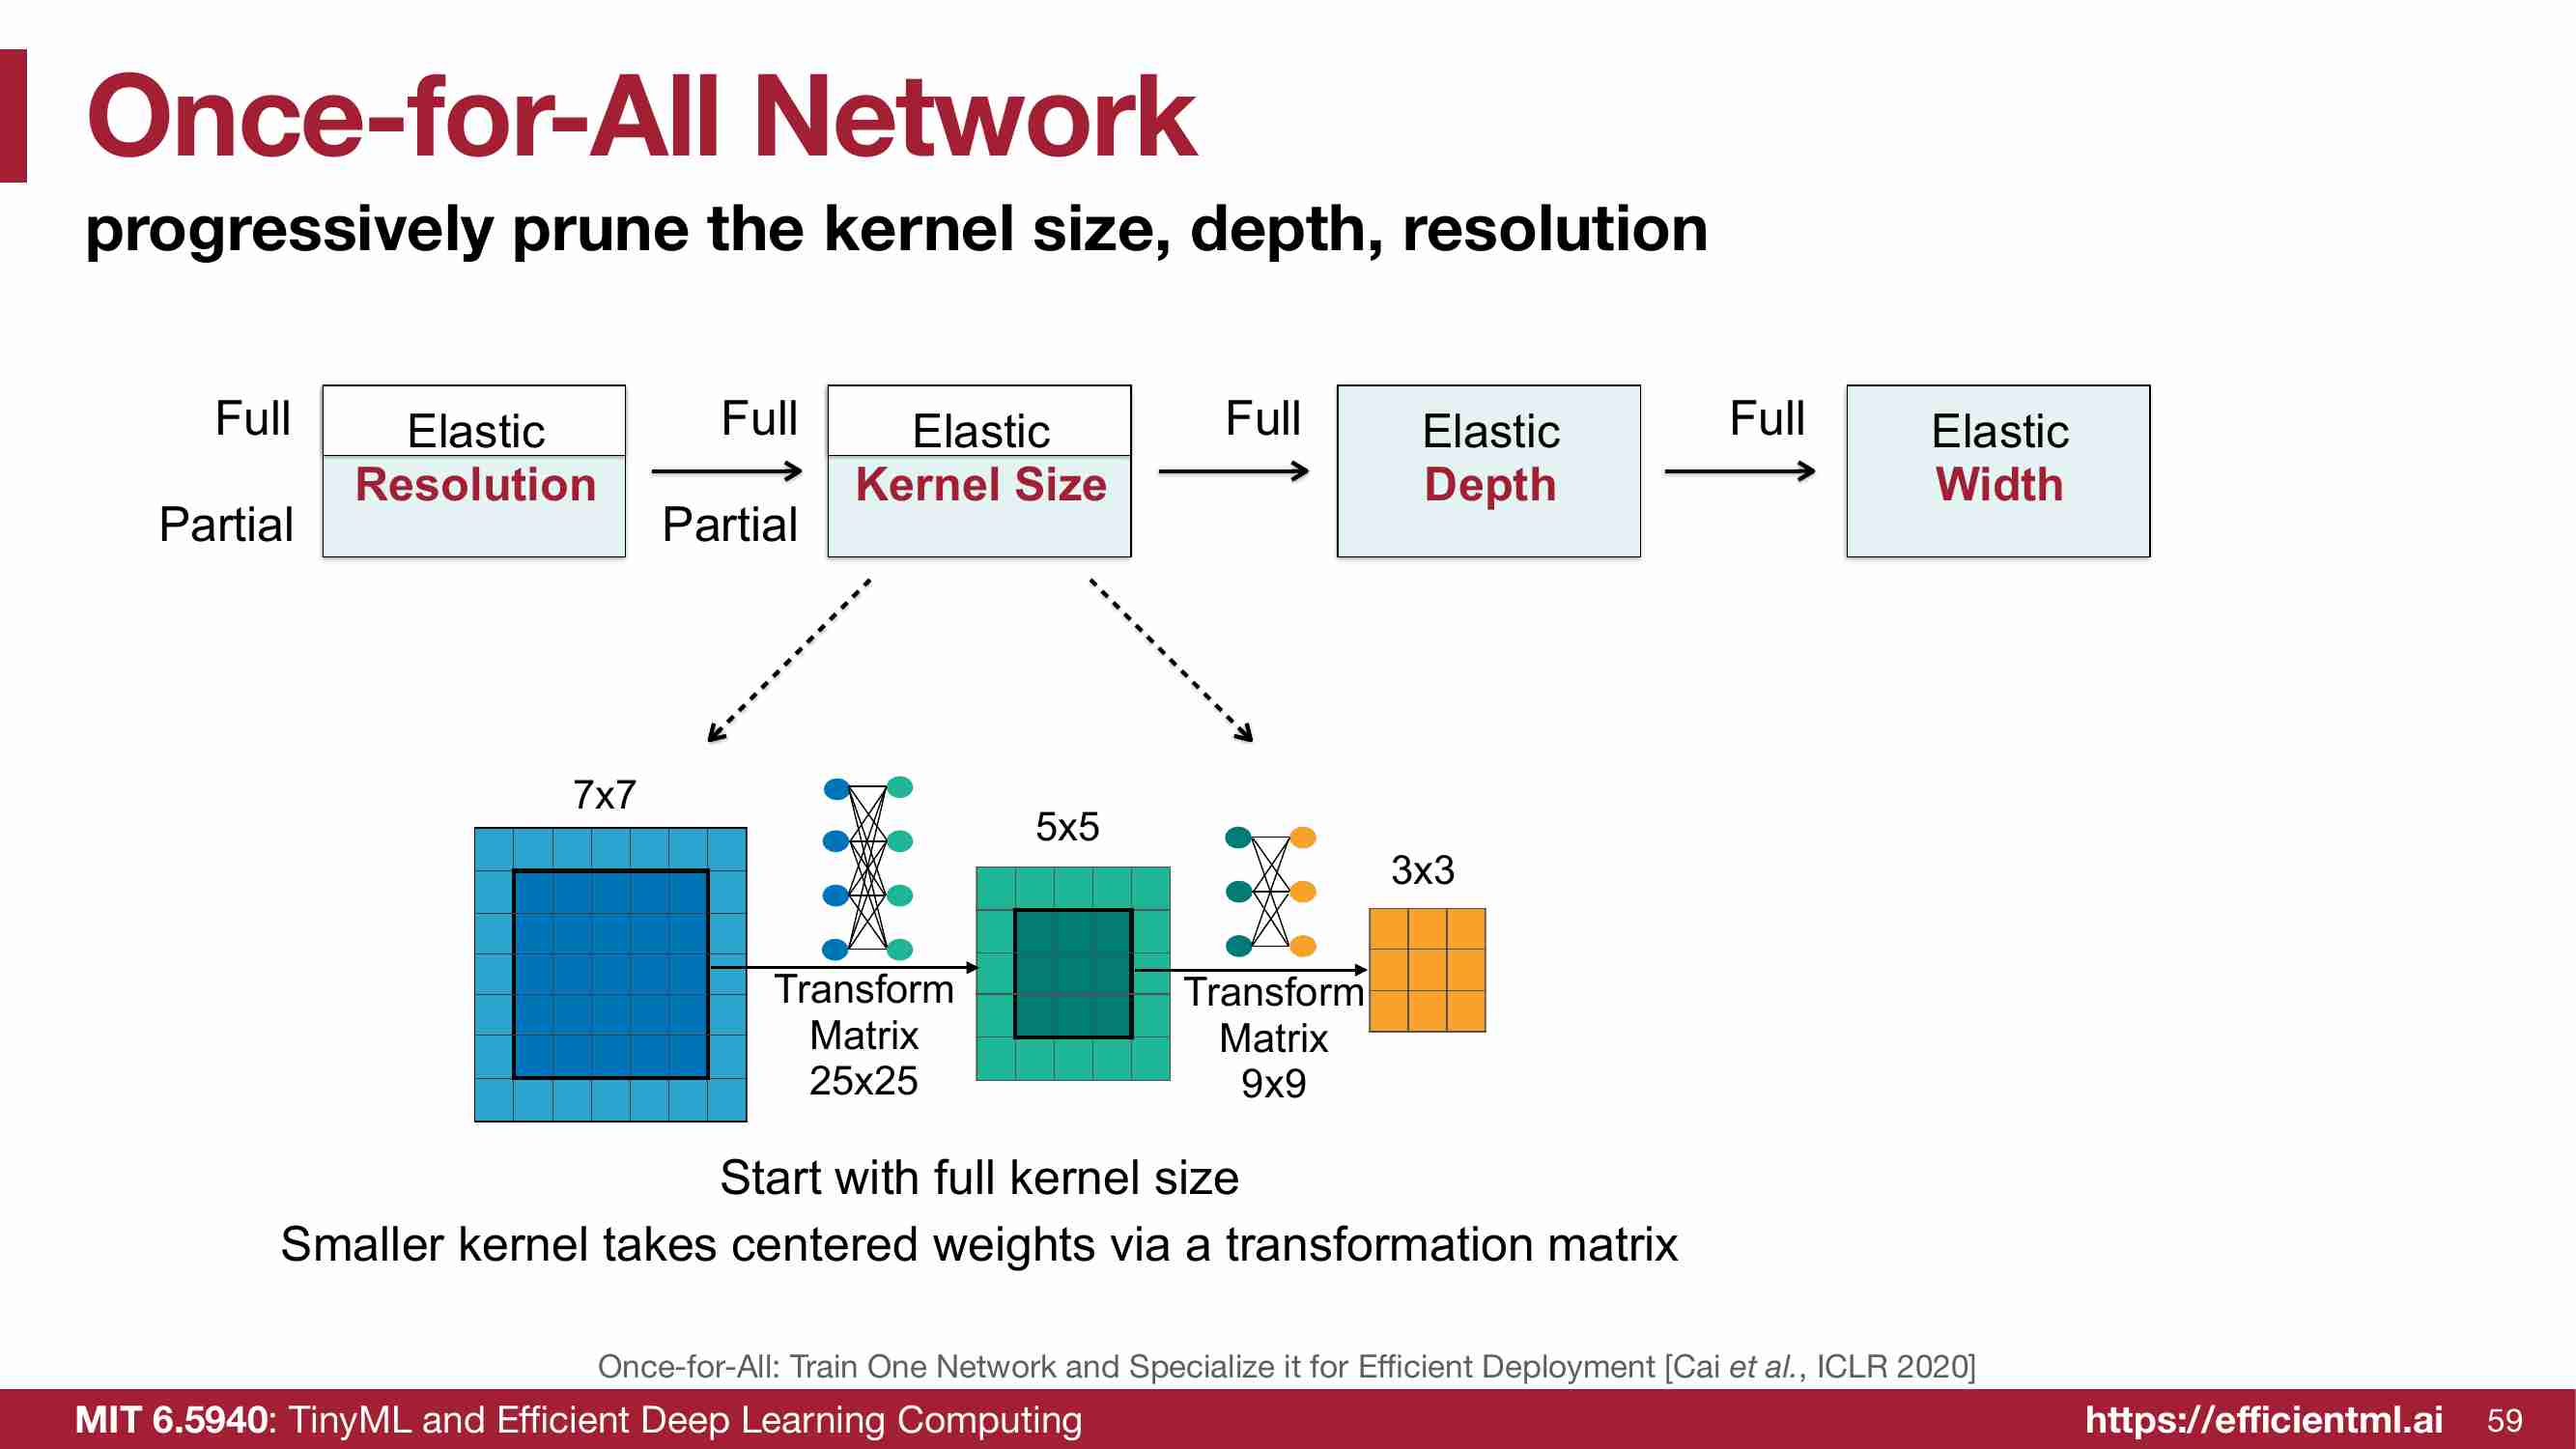 Once-for-All Network
progressively prune the kernel size, depth, resolution
Full
Partial
Elastic
Resolution
Full
Partial
Elastic
Kernel Size
Full
Elastic
Depth
Full
Elastic
Width
7x7
Transform
Matrix
25x25
5x5
Transform
Matrix
9x9
3x3
Start with full kernel size
Smaller kernel takes centered weights via a transformation matrix
Once-for-All: Train One Network and Specialize it for Efficient Deployment [Cai et al., ICLR 2020]
MIT 6.5940: TinyML and Efficient Deep Learning Computing
https://efficientml.ai 59